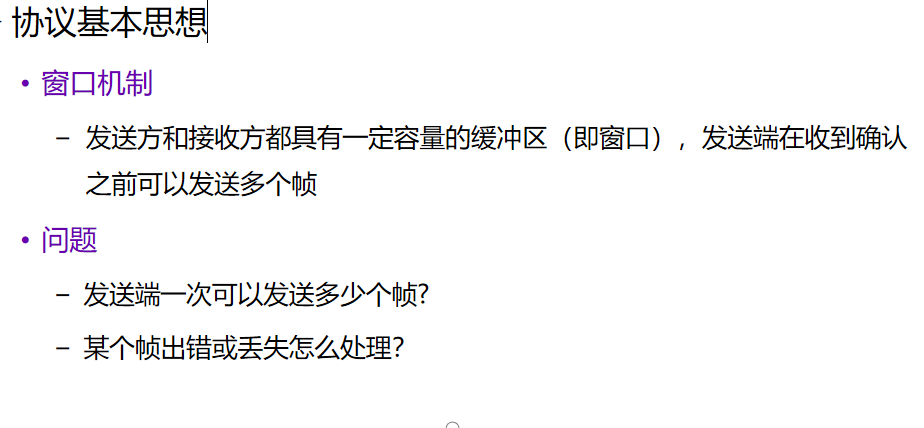 协议基本思想
• 窗口机制
– 发送方和接收方都具有一定容量的缓冲区（即窗口），发送端在收到确认
之前可以发送多个帧
• 问题
– 发送端一次可以发送多少个帧?
– 某个帧出错或丢失怎么处理?